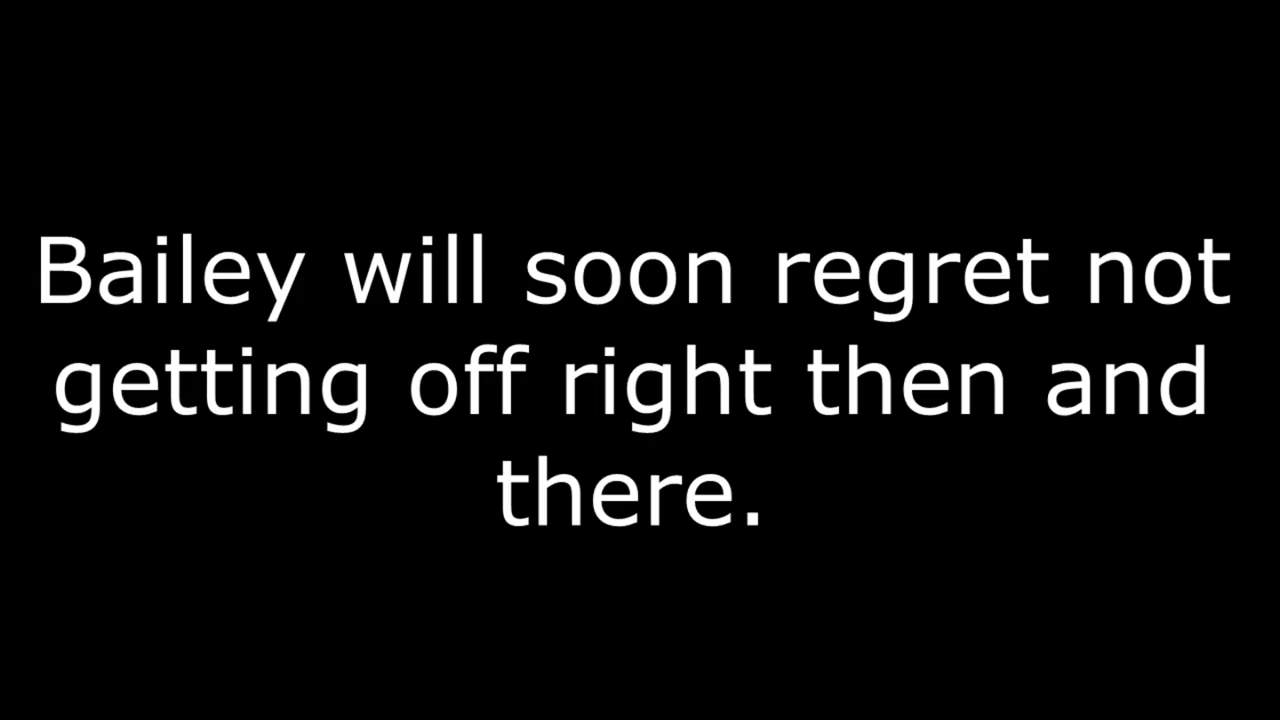 Bailey will soon regret not
getting off right then and
there.